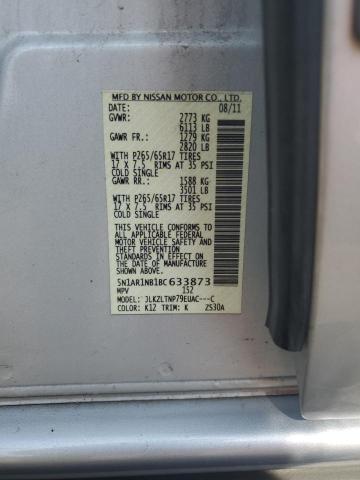 MFD BY NISSAN MOTOR CO., LTD.
DATE: 08/11
GVWR: 2773 KG
6113 LB
GAWR FR.: 1279 KG
2820 LB
WITH P265/65R17 TIRES
17 X 7.5 RIMS AT 35 PSI
COLD SINGLE
GAWR RR.: 1588 KG
3501 LB
WITH P265/65R17 TIRES
17 X 7.5 RIMS AT 35 PSI
COLD SINGLE
THIS VEHICLE CONFORMS TO
ALL APPLICABLE FEDERAL
MOTOR VEHICLE SAFETY AND
THEFT PREVENTION STANDARDS
IN EFFECT ON THE DATE OF
MANUFACTURE SHOWN ABOVE.
5N1AR1NB1BC 633873
MPV 152
MODEL: JLKZLTNP79EUAC---C
COLOR: K12 TRIM: K ZS30A